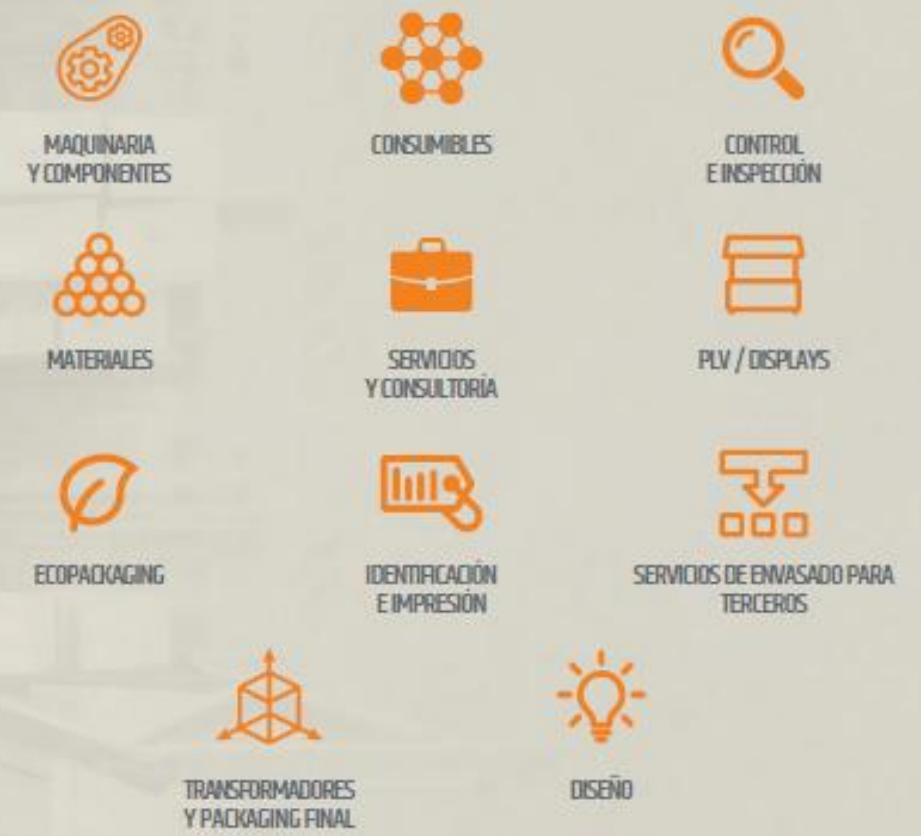 MAQUINARIA
Y COMPONENTES
CONSUMIBLES
CONTROL
E INSPECCIÓN
MATERIALES
SERVICIOS
Y CONSULTORÍA
PLV / DISPLAYS
ECOPACKAGING
IDENTIFICACIÓN
E IMPRESIÓN
SERVICIOS DE ENVASADO PARA
TERCEROS
TRANSFORMADORES
Y PACKAGING FINAL
DISEÑO